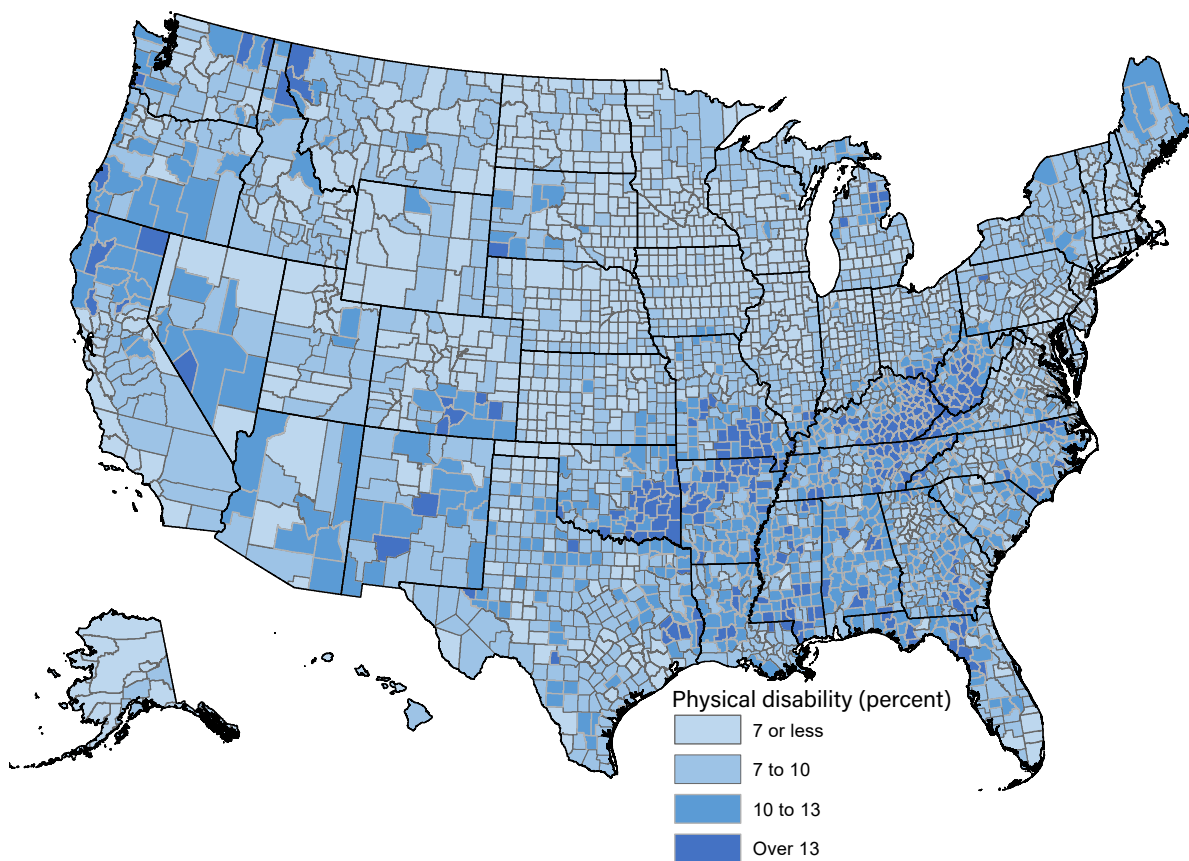 Physical disability (percent)
7 or less
7 to 10
10 to 13
Over 13